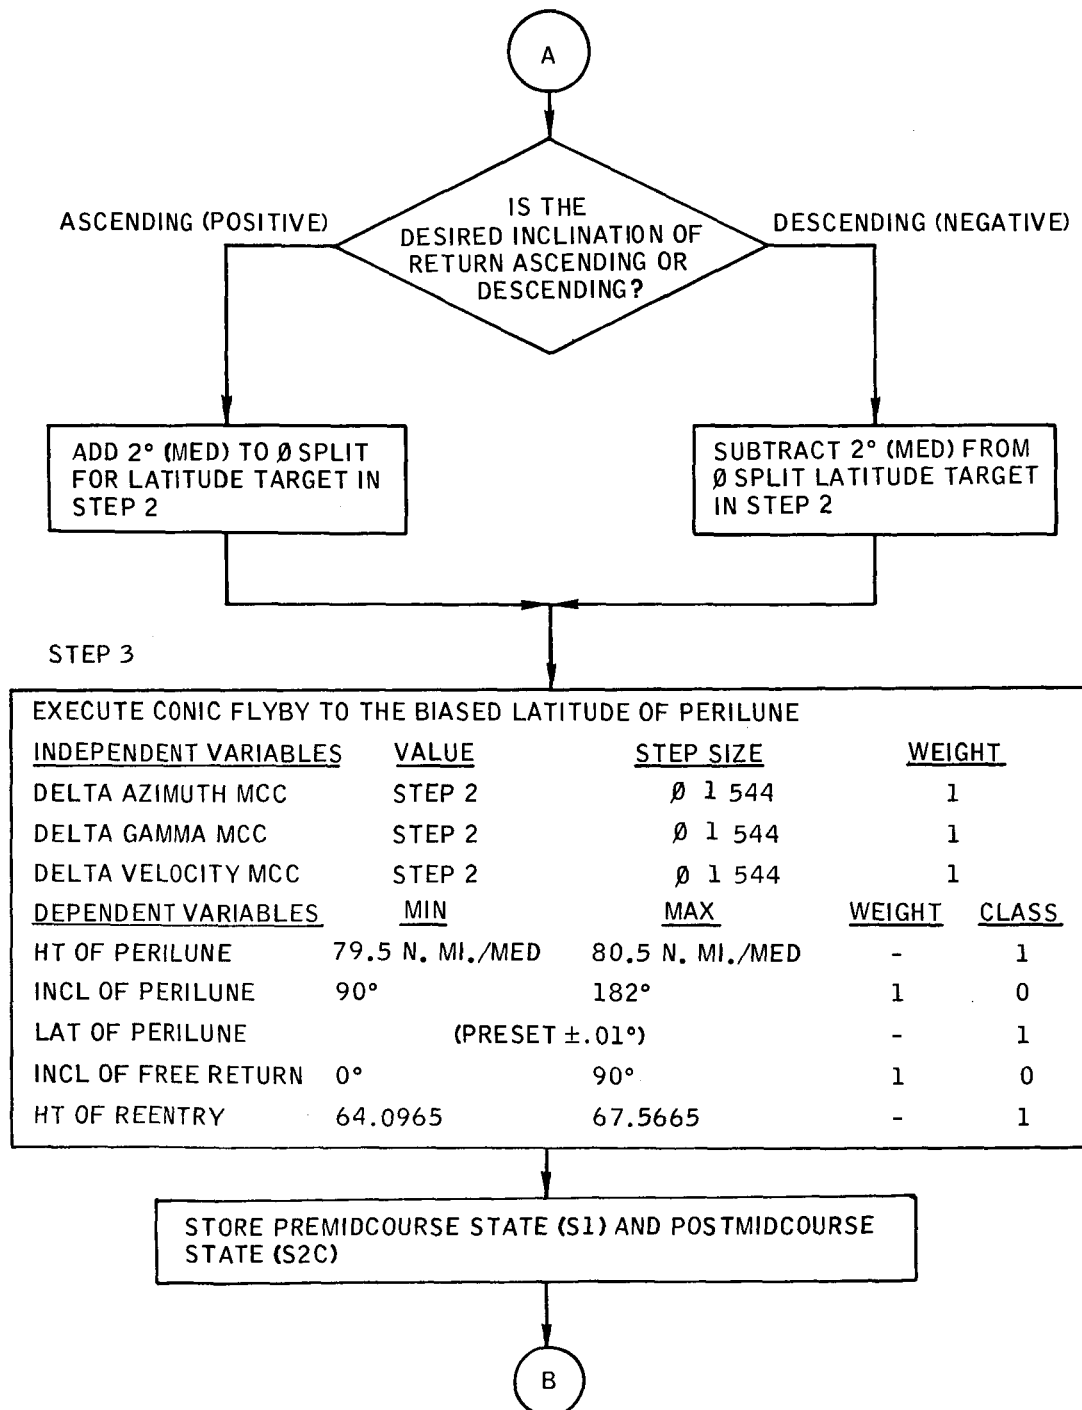 A
IS THE
DESIRED INCLINATION OF
RETURN ASCENDING OR
DESCENDING?
ASCENDING (POSITIVE)
DESCENDING (NEGATIVE)
ADD 2° (MED) TO Ø SPLIT
FOR LATITUDE TARGET IN
STEP 2
SUBTRACT 2° (MED) FROM
Ø SPLIT LATITUDE TARGET
IN STEP 2
STEP 3
EXECUTE CONIC FLYBY TO THE BIASED LATITUDE OF PERILUNE
INDEPENDENT VARIABLES VALUE STEP SIZE WEIGHT
DELTA AZIMUTH MCC STEP 2 Ø 1 544 1
DELTA GAMMA MCC STEP 2 Ø 1 544 1
DELTA VELOCITY MCC STEP 2 Ø 1 544 1
DEPENDENT VARIABLES MIN MAX WEIGHT CLASS
HT OF PERILUNE 79.5 N. MI./MED 80.5 N. MI./MED - 1
INCL OF PERILUNE 90° 182° 1 0
LAT OF PERILUNE (PRESET ±.01°) - 1
INCL OF FREE RETURN 0° 90° 1 0
HT OF REENTRY 64.0965 67.5665 - 1
STORE PREMIDCOURSE STATE (S1) AND POSTMIDCOURSE
STATE (S2C)
B